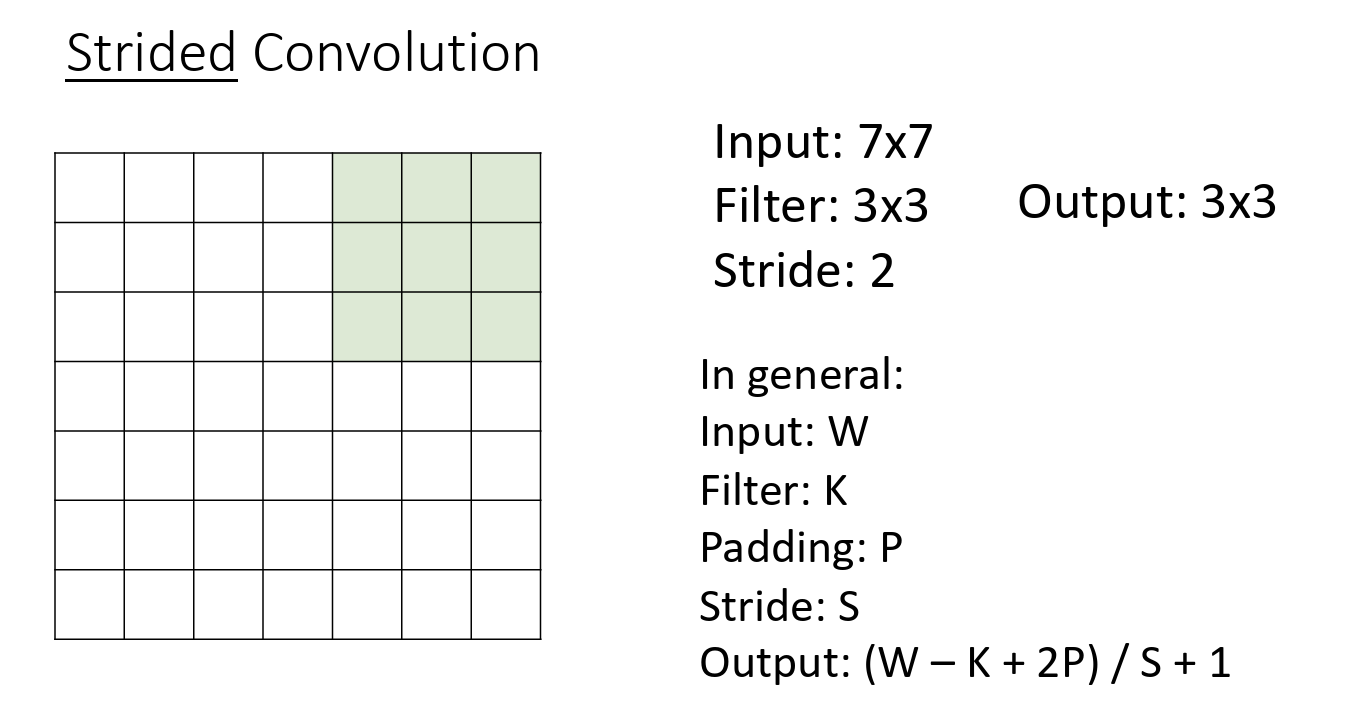 Strided Convolution
Input: 7x7
Filter: 3x3
Output: 3x3
Stride: 2
In general:
Input: W
Filter: K
Padding: P
Stride: S
Output: (W – K + 2P) / S + 1